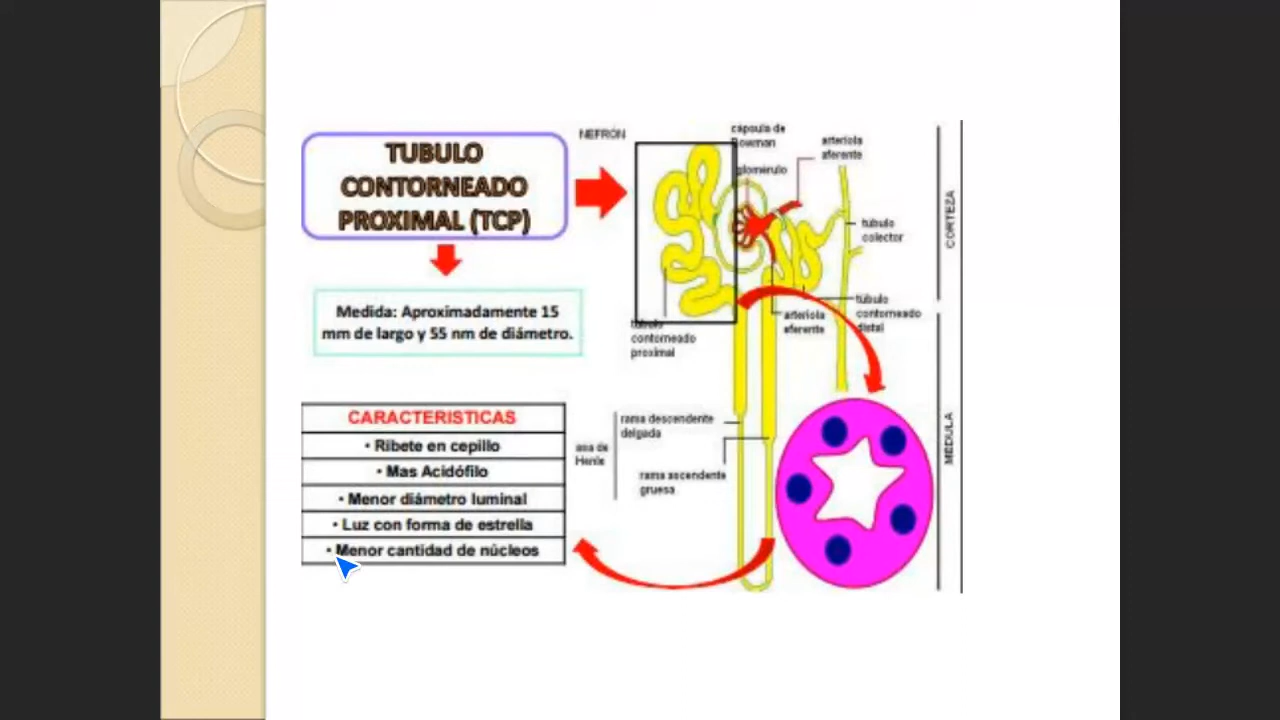 TUBULO
CONTORNEADO
PROXIMAL (TCP)
Medida: Aproximadamente 15
mm de largo y 55 nm de diámetro.
CARACTERISTICAS
• Ribete en cepillo
• Mas Acidófilo
• Menor diámetro luminal
• Luz con forma de estrella
• Menor cantidad de núcleos
NEFRÓN
cápsula de
Bowman
glomérulo
arteriola
aferente
túbulo
colector
túbulo
contorneado
distal
arteriola
eferente
túbulo
contorneado
proximal
rama descendente
delgada
asa de
Henle
rama ascendente
gruesa
CORTEZA
MÉDULA